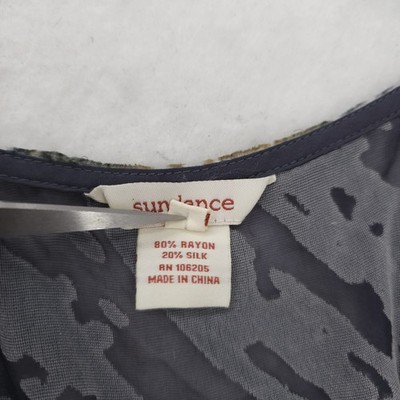 sundance
80% RAYON
20% SILK
RN 106205
MADE IN CHINA